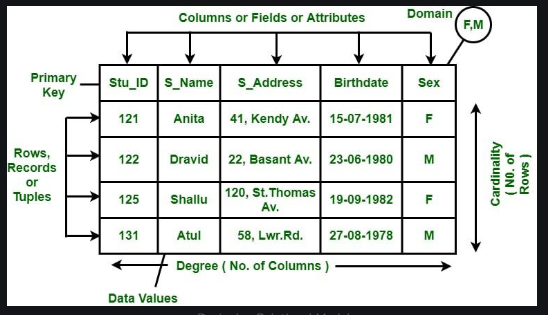 Columns or Fields or Attributes
Domain
F,M
Primary
Key
Stu_ID S_Name S_Address Birthdate Sex
121 Anita 41, Kendy Av. 15-07-1981 F
Rows,
Records
or
Tuples
122 Dravid 22, Basant Av. 23-06-1980 M
125 Shallu 120, St.Thomas
Av. 19-09-1982 F
131 Atul 58, Lwr.Rd. 27-08-1978 M
Cardinality
( N0. of
Rows )
Degree ( No. of Columns )
Data Values